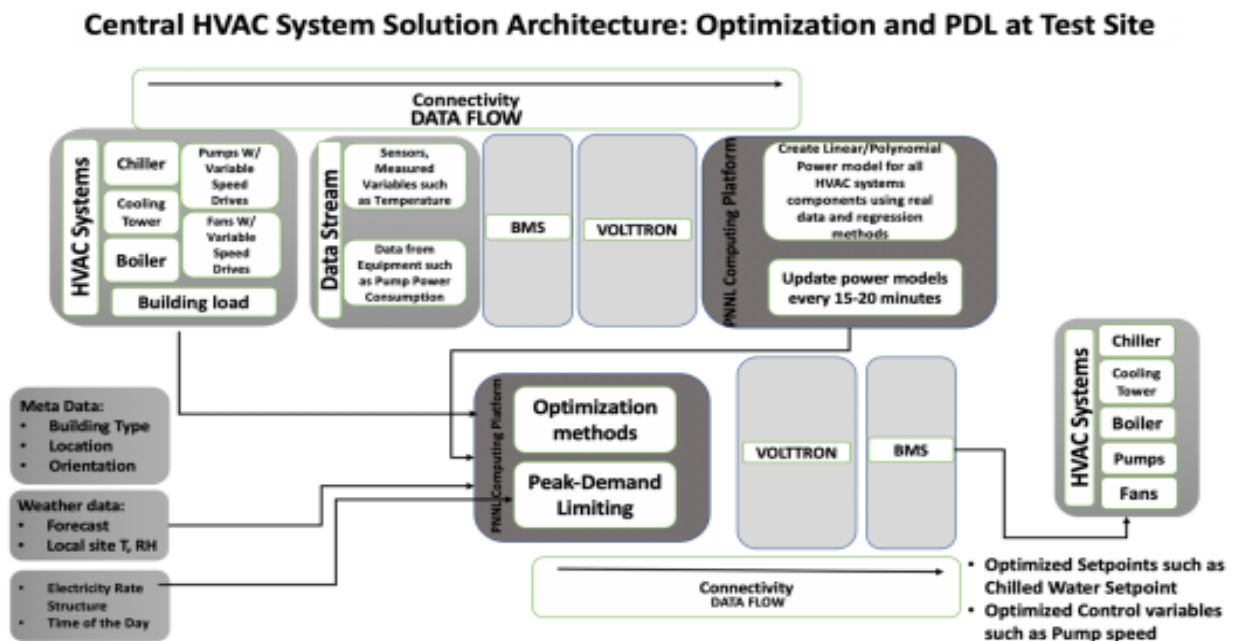 Central HVAC System Solution Architecture: Optimization and PDL at Test Site
Connectivity
DATA FLOW
HVAC Systems
Chiller
Cooling
Tower
Boiler
Pumps W/
Variable
Speed
Drives
Fans W/
Variable
Speed
Drives
Building load
Data Stream
Sensors,
Measured
Variables such
as Temperature
Data from
Equipment such
as Pump Power
Consumption
BMS
VOLTTRON
PNNL Computing Platform
Create Linear/Polynomial
Power model for all
HVAC systems
components using real
data and regression
methods
Update power models
every 15-20 minutes
Meta Data:
• Building Type
• Location
• Orientation
Weather data:
• Forecast
• Local site T, RH
• Electricity Rate
Structure
• Time of the Day
PNNL Computing Platform
Optimization
methods
Peak-Demand
Limiting
VOLTTRON
BMS
HVAC Systems
Chiller
Cooling
Tower
Boiler
Pumps
Fans
Connectivity
DATA FLOW
• Optimized Setpoints such as
Chilled Water Setpoint
• Optimized Control variables
such as Pump speed